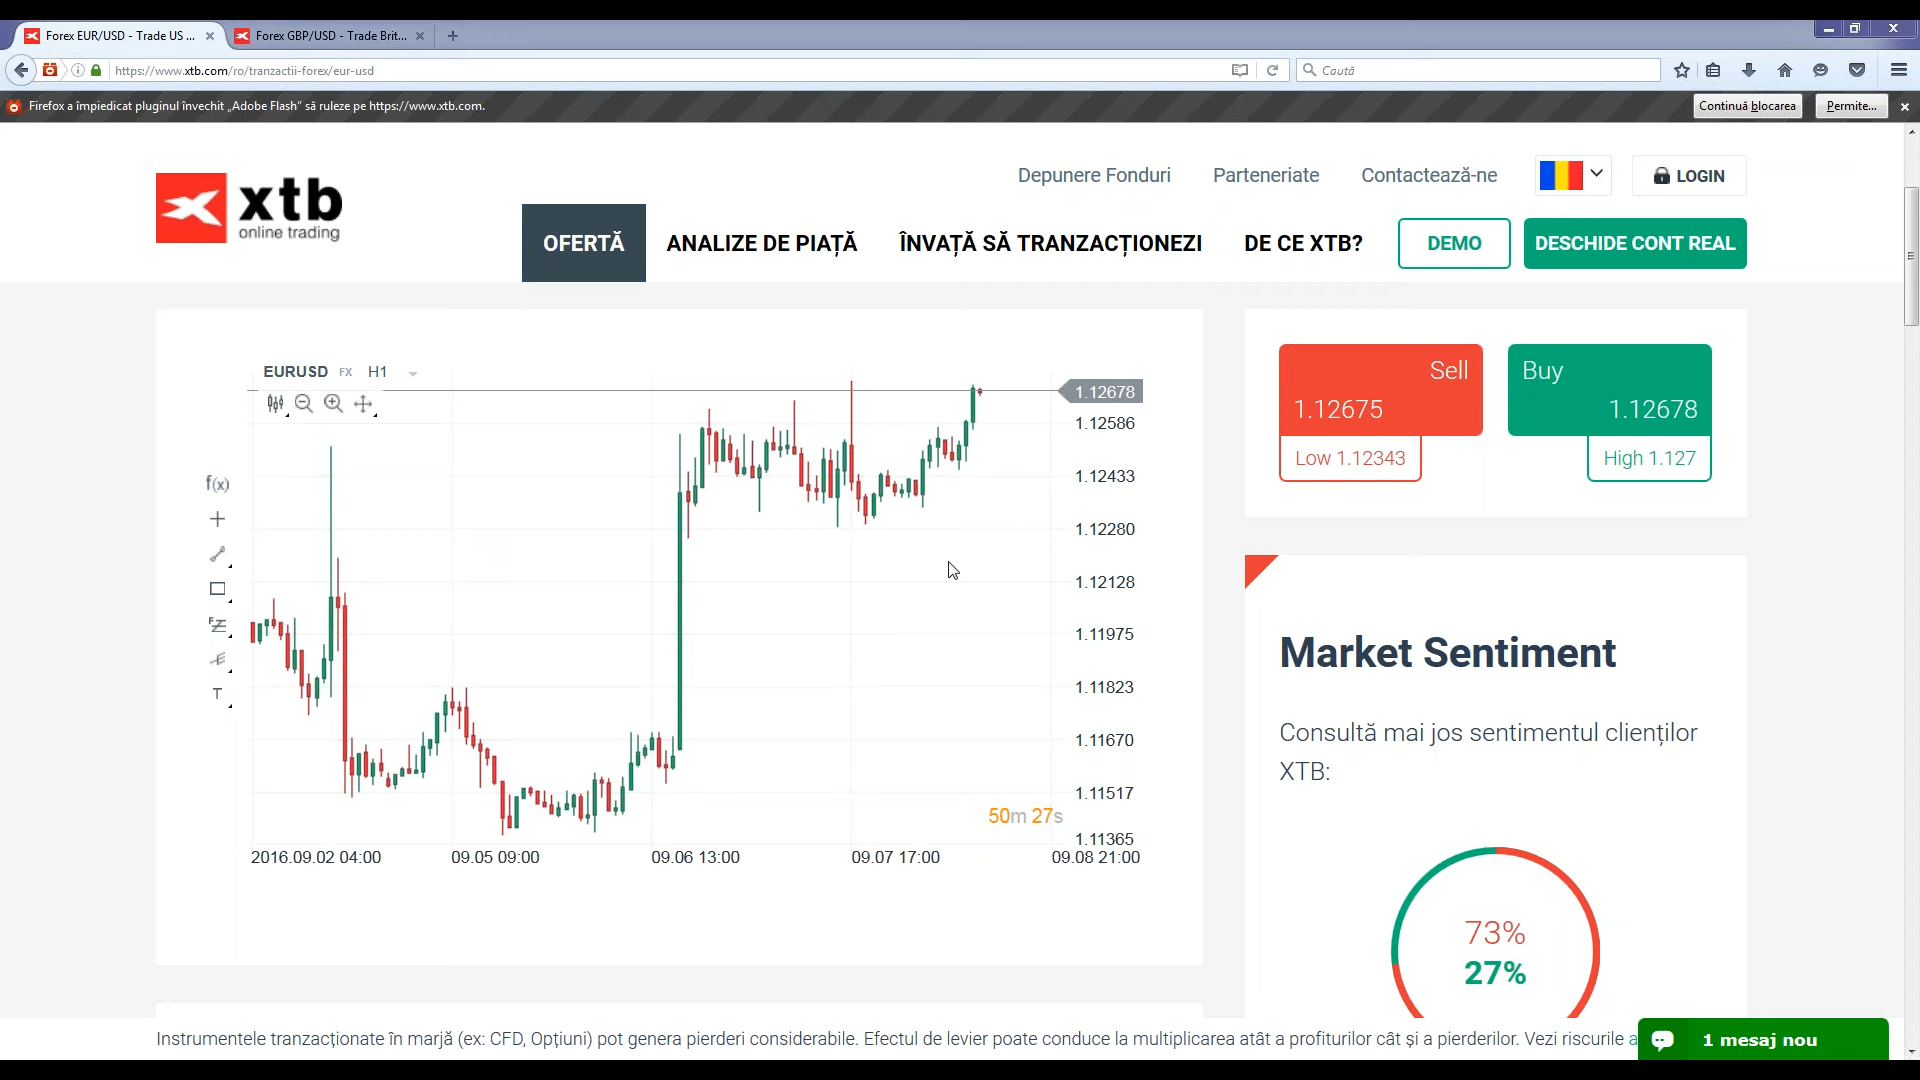 Forex EUR/USD - Trade US ...
Forex GBP/USD - Trade Brit...
https://www.xtb.com/ro/tranzactii-forex/eur-usd
Caută
Firefox a împiedicat pluginul învechit „Adobe Flash” să ruleze pe https://www.xtb.com.
Continuă blocarea
Permite...
xtb
online trading
Depunere Fonduri
Parteneriate
Contactează-ne
LOGIN
OFERTĂ
ANALIZE DE PIAȚĂ
ÎNVAȚĂ SĂ TRANZACȚIONEZI
DE CE XTB?
DEMO
DESCHIDE CONT REAL
EURUSD FX H1
f(x)
T
1.12678
1.12586
1.12433
1.12280
1.12128
1.11975
1.11823
1.11670
1.11517
1.11365
50m 27s
2016.09.02 04:00
09.05 09:00
09.06 13:00
09.07 17:00
09.08 21:00
Sell
1.12675
Low 1.12343
Buy
1.12678
High 1.127
Market Sentiment
Consultă mai jos sentimentul clienților
XTB:
73%
27%
Instrumentele tranzacționate în marjă (ex: CFD, Opțiuni) pot genera pierderi considerabile. Efectul de levier poate conduce la multiplicarea atât a profiturilor cât și a pierderilor. Vezi riscurile a
1 mesaj nou